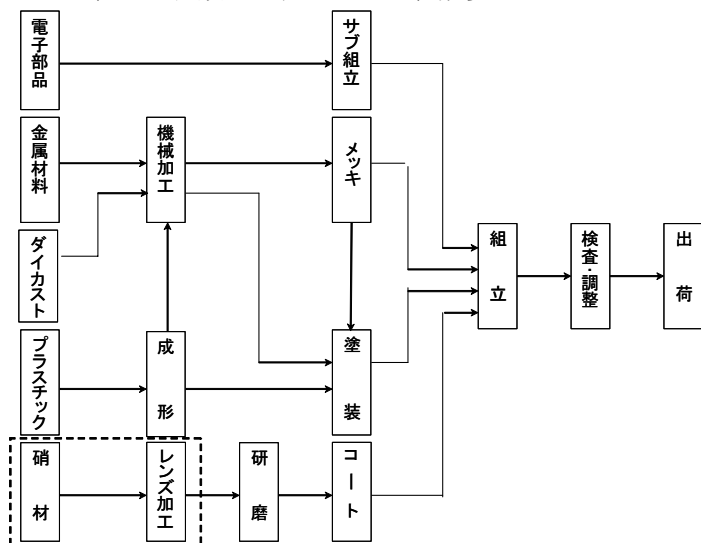 電子部品
サブ組立
金属材料
機械加工
メッキ
ダイカスト
組立
検査・調整
出荷
プラスチック
成形
塗装
硝材
レンズ加工
研磨
コート